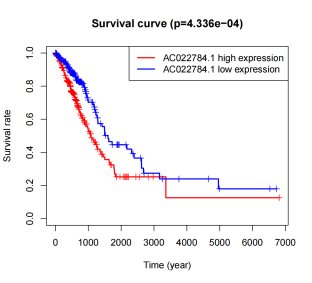 Survival curve (p=4.336e−04)
AC022784.1 high expression
AC022784.1 low expression
Survival rate
1.0
0.8
0.6
0.4
0.2
0.0
0 1000 2000 3000 4000 5000 6000 7000
Time (year)